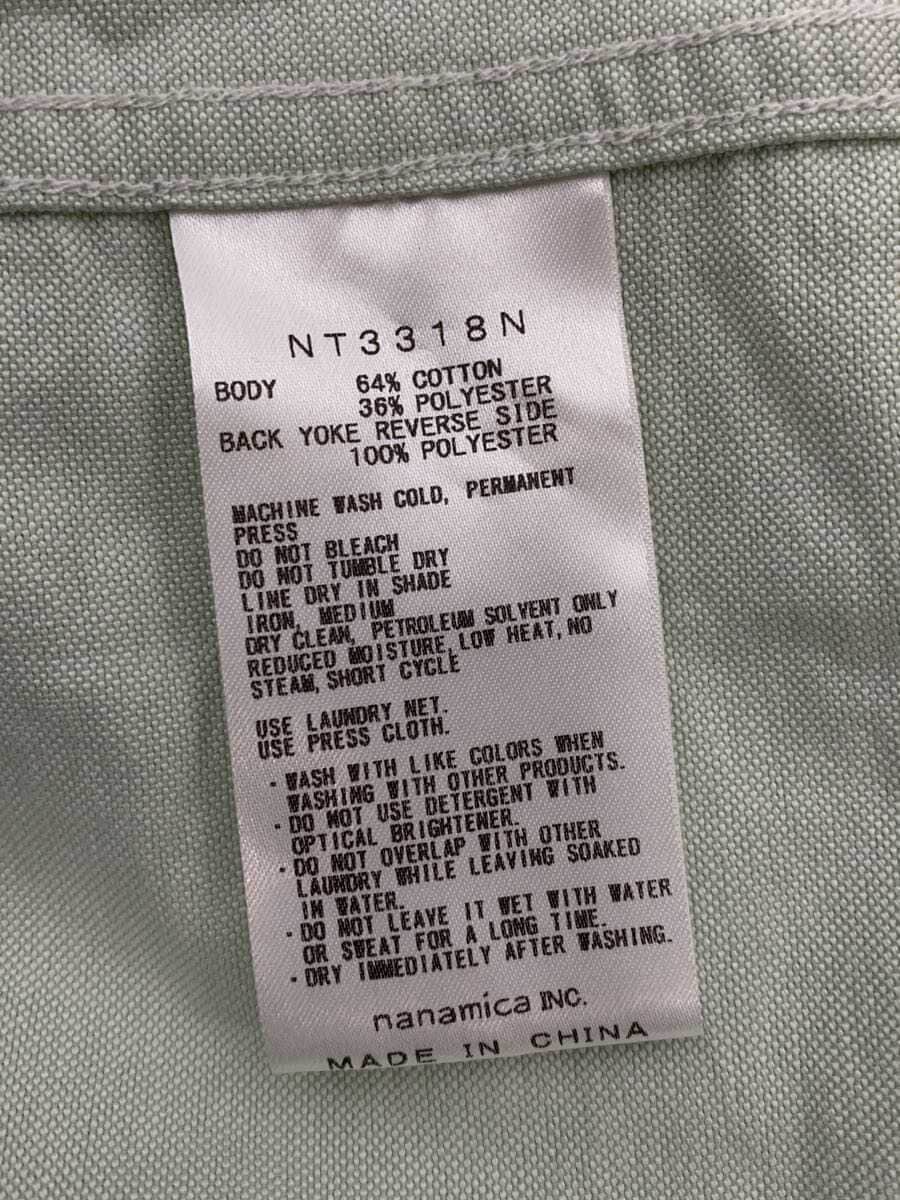 NT3318N
BODY 64% COTTON
36% POLYESTER
BACK YOKE REVERSE SIDE
100% POLYESTER
MACHINE WASH COLD, PERMANENT
PRESS
DO NOT BLEACH
DO NOT TUMBLE DRY
LINE DRY IN SHADE
IRON, MEDIUM
DRY CLEAN, PETROLEUM SOLVENT ONLY
REDUCED MOISTURE, LOW HEAT, NO
STEAM, SHORT CYCLE
USE LAUNDRY NET.
USE PRESS CLOTH.
・WASH WITH LIKE COLORS WHEN
WASHING WITH OTHER PRODUCTS.
・DO NOT USE DETERGENT WITH
OPTICAL BRIGHTENER.
・DO NOT OVERLAP WITH OTHER
LAUNDRY WHILE LEAVING SOAKED
IN WATER.
・DO NOT LEAVE IT WET WITH WATER
OR SWEAT FOR A LONG TIME.
・DRY IMMEDIATELY AFTER WASHING.
nanamica INC.
MADE IN CHINA